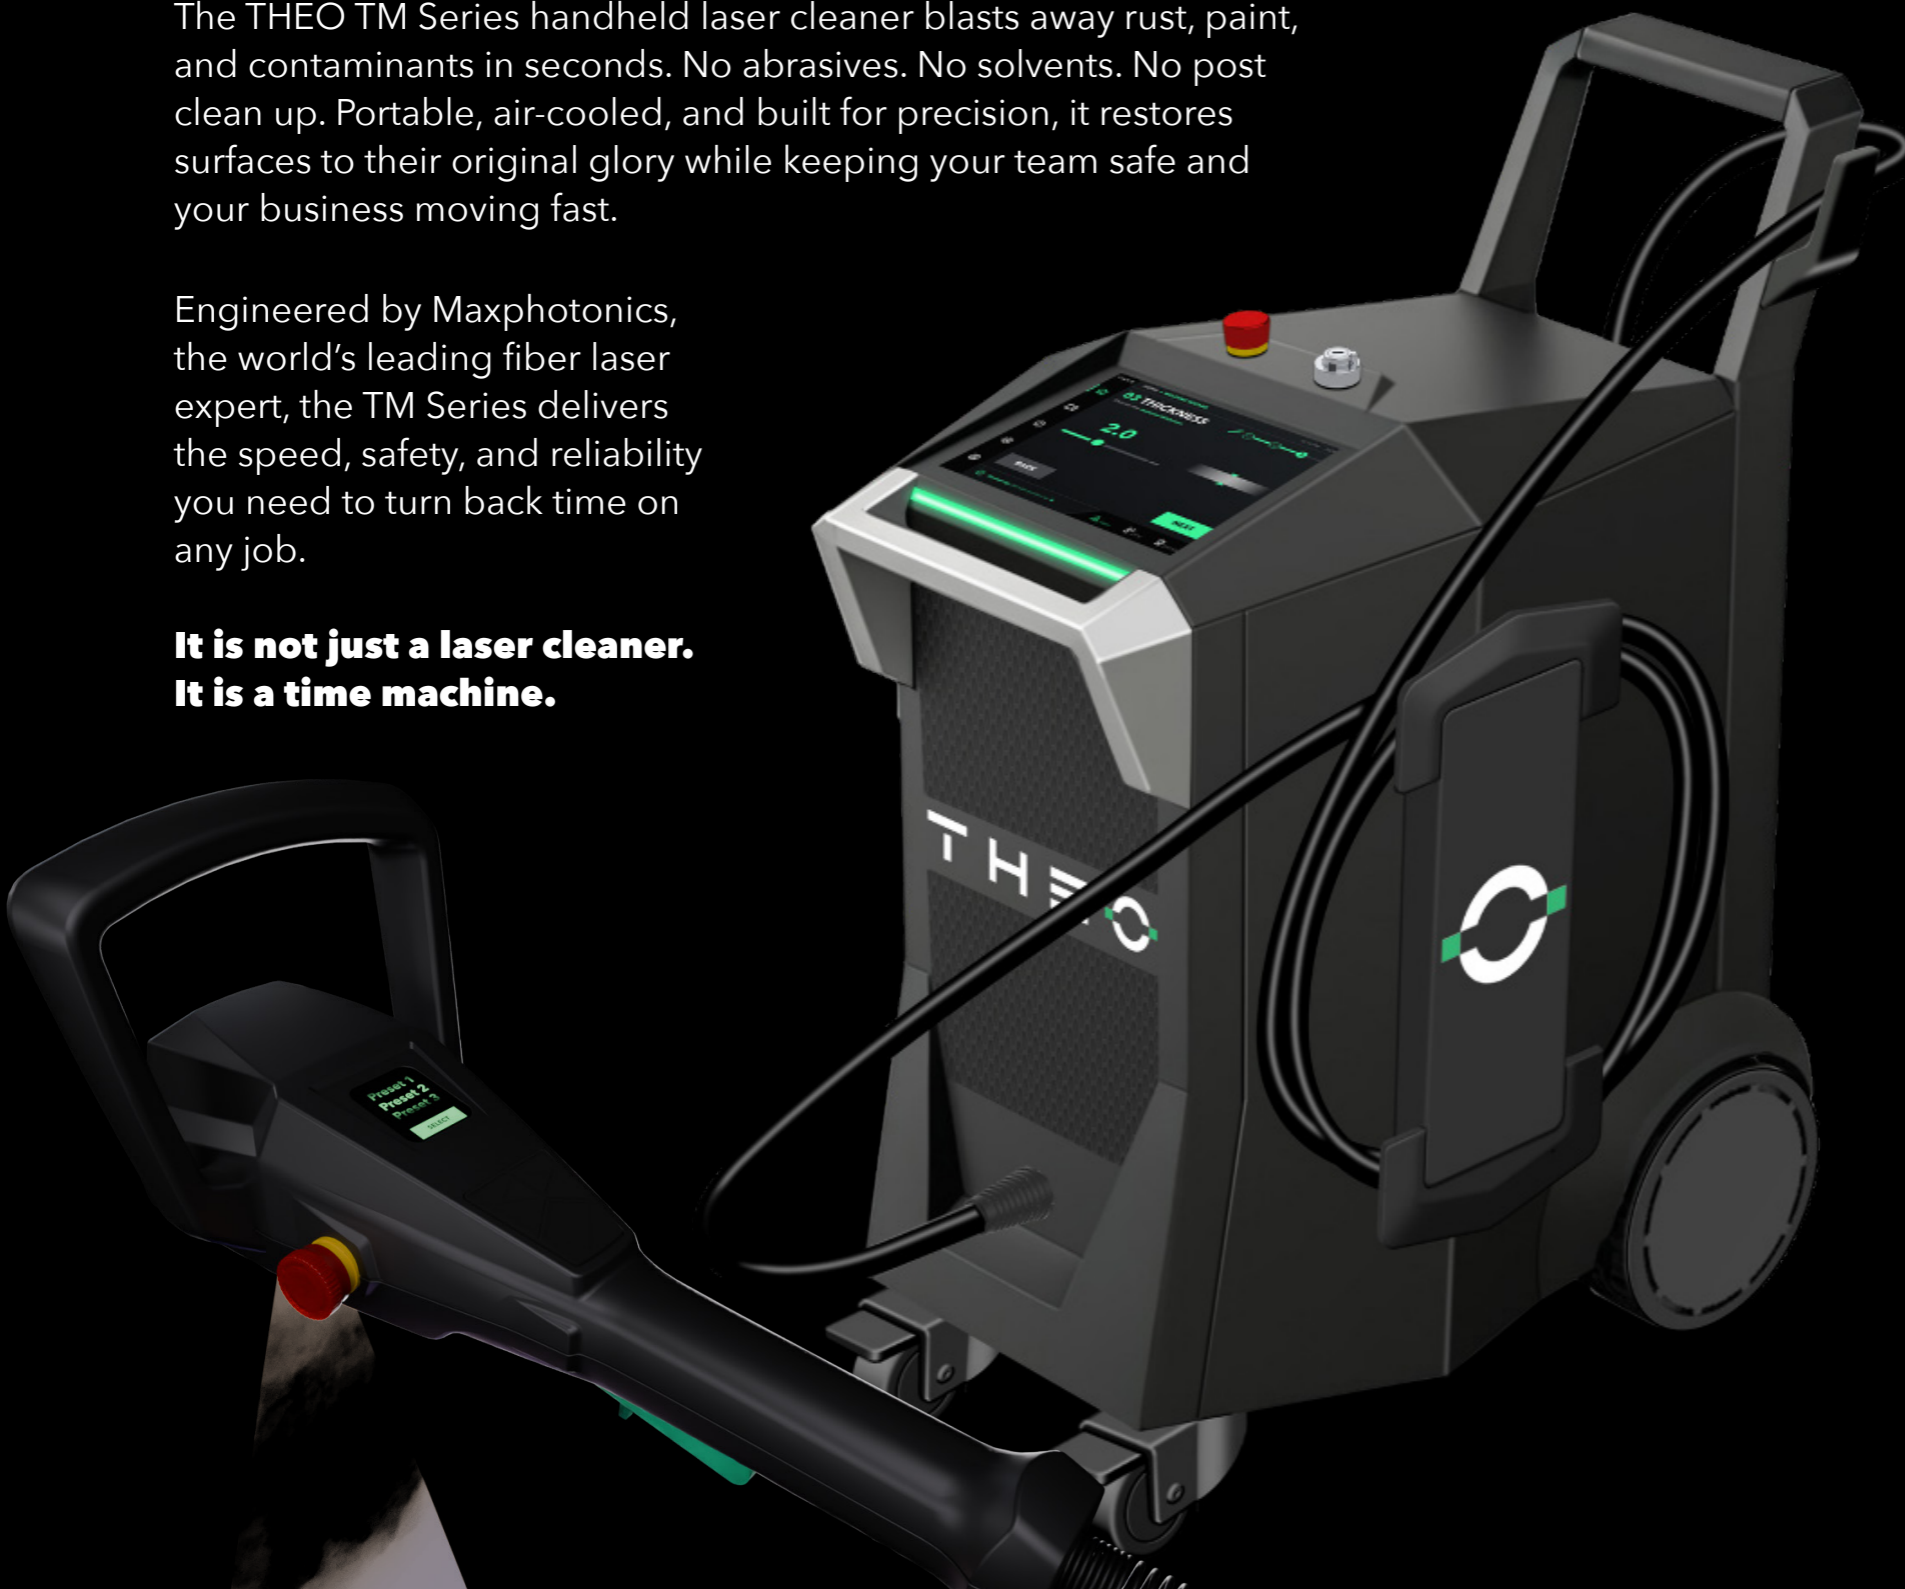 The THEO TM Series handheld laser cleaner blasts away rust, paint,
and contaminants in seconds. No abrasives. No solvents. No post
clean up. Portable, air-cooled, and built for precision, it restores
surfaces to their original glory while keeping your team safe and
your business moving fast.
Engineered by Maxphotonics,
the world’s leading fiber laser
expert, the TM Series delivers
the speed, safety, and reliability
you need to turn back time on
any job.
It is not just a laser cleaner.
It is a time machine.
03 THICKNESS
2.0
BACK
NEXT
THEO
Preset 1
Preset 2
Preset 3
SELECT